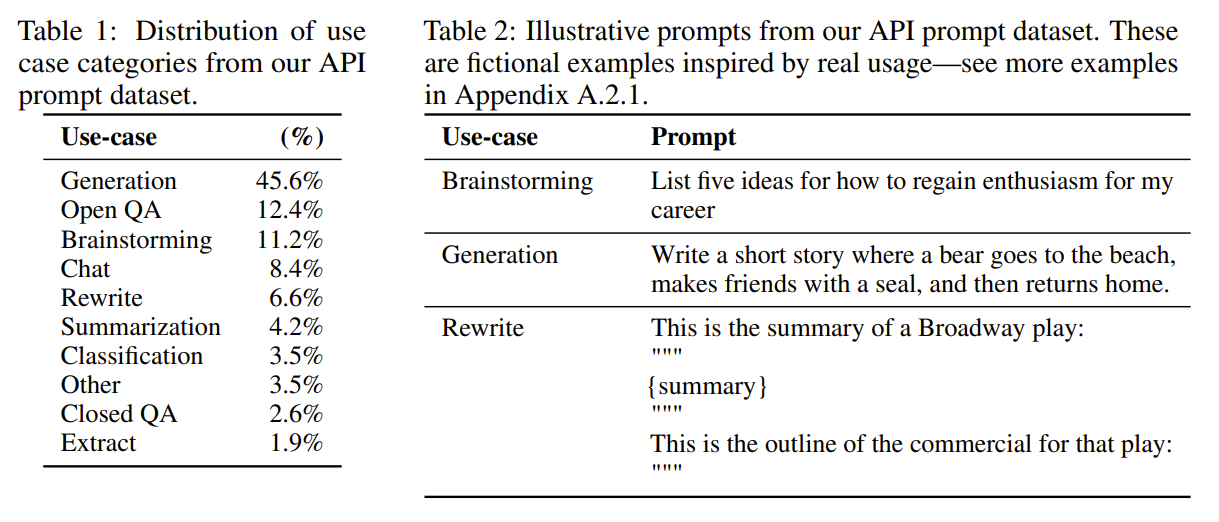 Table 1: Distribution of use
case categories from our API
prompt dataset.
Use-case (%)
Generation 45.6%
Open QA 12.4%
Brainstorming 11.2%
Chat 8.4%
Rewrite 6.6%
Summarization 4.2%
Classification 3.5%
Other 3.5%
Closed QA 2.6%
Extract 1.9%
Table 2: Illustrative prompts from our API prompt dataset. These
are fictional examples inspired by real usage—see more examples
in Appendix A.2.1.
Use-case Prompt
Brainstorming List five ideas for how to regain enthusiasm for my
career
Generation Write a short story where a bear goes to the beach,
makes friends with a seal, and then returns home.
Rewrite This is the summary of a Broadway play:
"""
{summary}
"""
This is the outline of the commercial for that play:
"""